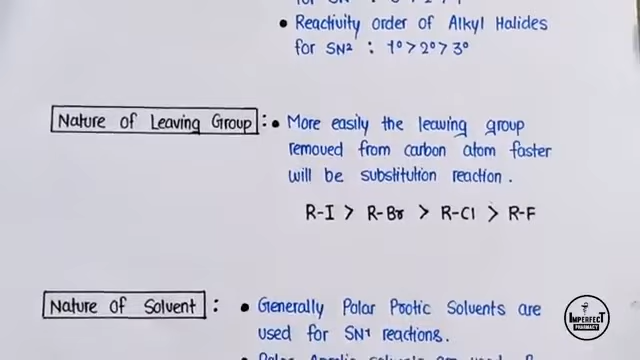 • Reactivity order of Alkyl Halides
for SN² : 1° > 2° > 3°
Nature of Leaving Group : • More easily the leaving group
removed from carbon atom faster
will be substitution reaction.
R-I > R-Br > R-Cl > R-F
Nature of Solvent : • Generally Polar Protic Solvents are
used for SN¹ reactions.
IMPERFECT
PHARMACY